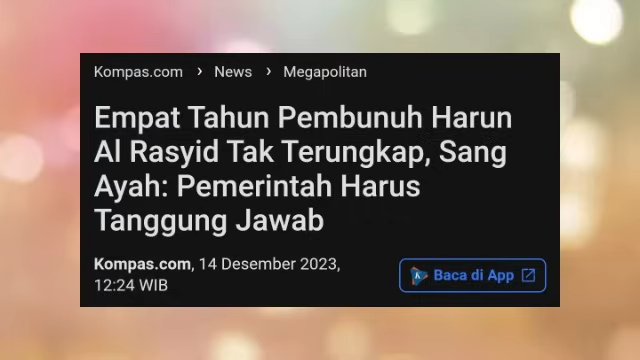 Kompas.com › News › Megapolitan
Empat Tahun Pembunuh Harun
Al Rasyid Tak Terungkap, Sang
Ayah: Pemerintah Harus
Tanggung Jawab
Kompas.com, 14 Desember 2023,
12:24 WIB
Baca di App